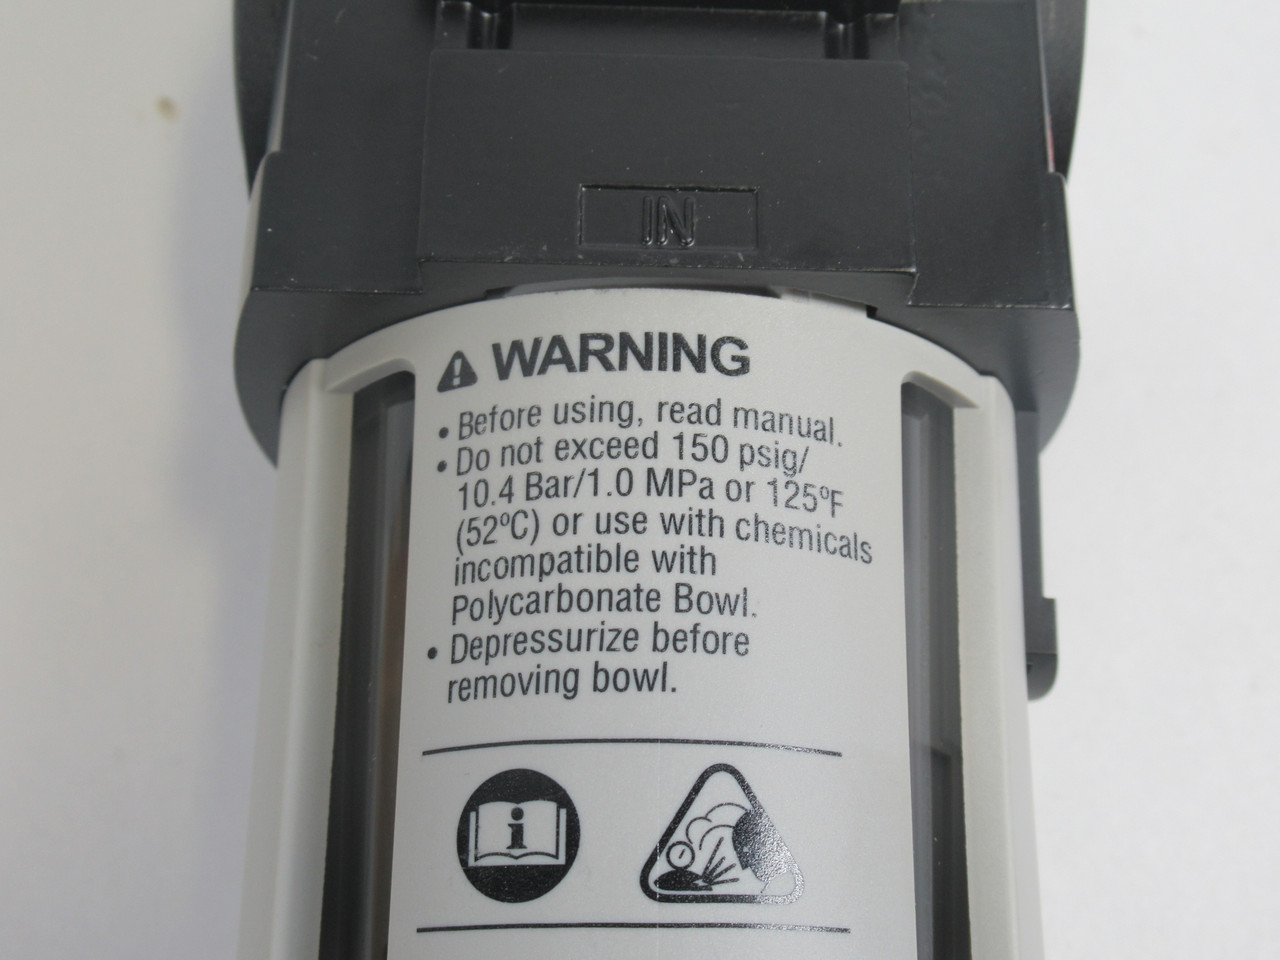 IN
WARNING
• Before using, read manual.
• Do not exceed 150 psig/
10.4 Bar/1.0 MPa or 125ºF
(52ºC) or use with chemicals
incompatible with
Polycarbonate Bowl.
• Depressurize before
removing bowl.
i